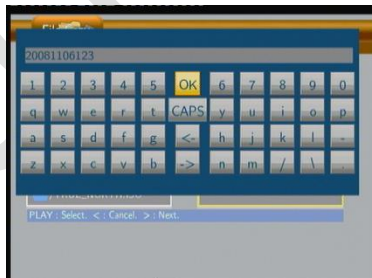 20081106123
1 2 3 4 5 OK 6 7 8 9 0
q w e r t CAPS y u i o p
a s d f g <- h j k l -
z x c v b -> n m / \ .
PLAY : Select. < : Cancel. > : Next.